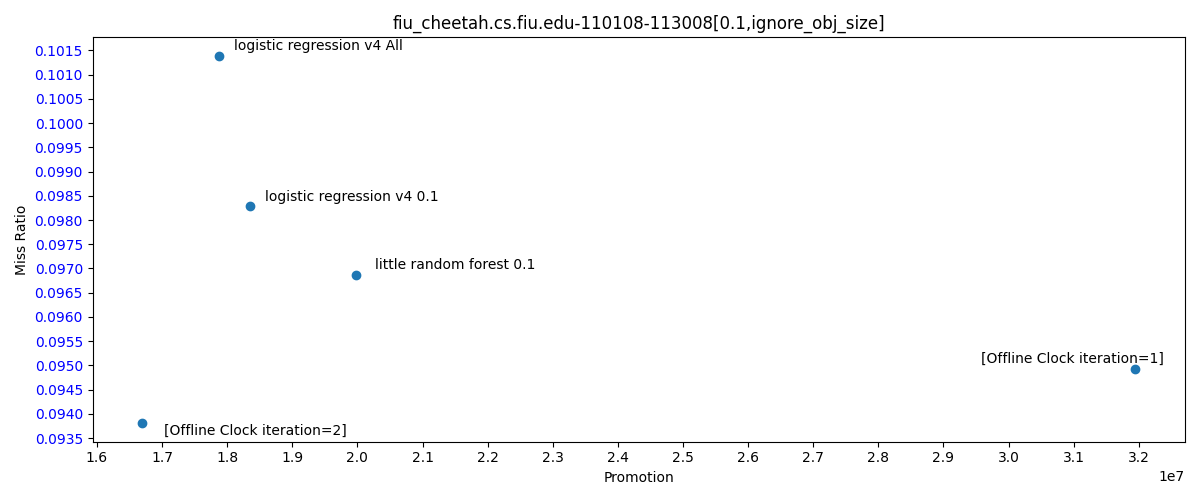 fiu_cheetah.cs.fiu.edu-110108-113008[0.1,ignore_obj_size]
Miss Ratio
0.1015
0.1010
0.1005
0.1000
0.0995
0.0990
0.0985
0.0980
0.0975
0.0970
0.0965
0.0960
0.0955
0.0950
0.0945
0.0940
0.0935
logistic regression v4 All
logistic regression v4 0.1
little random forest 0.1
[Offline Clock iteration=1]
[Offline Clock iteration=2]
1.6 1.7 1.8 1.9 2.0 2.1 2.2 2.3 2.4 2.5 2.6 2.7 2.8 2.9 3.0 3.1 3.2
1e7
Promotion